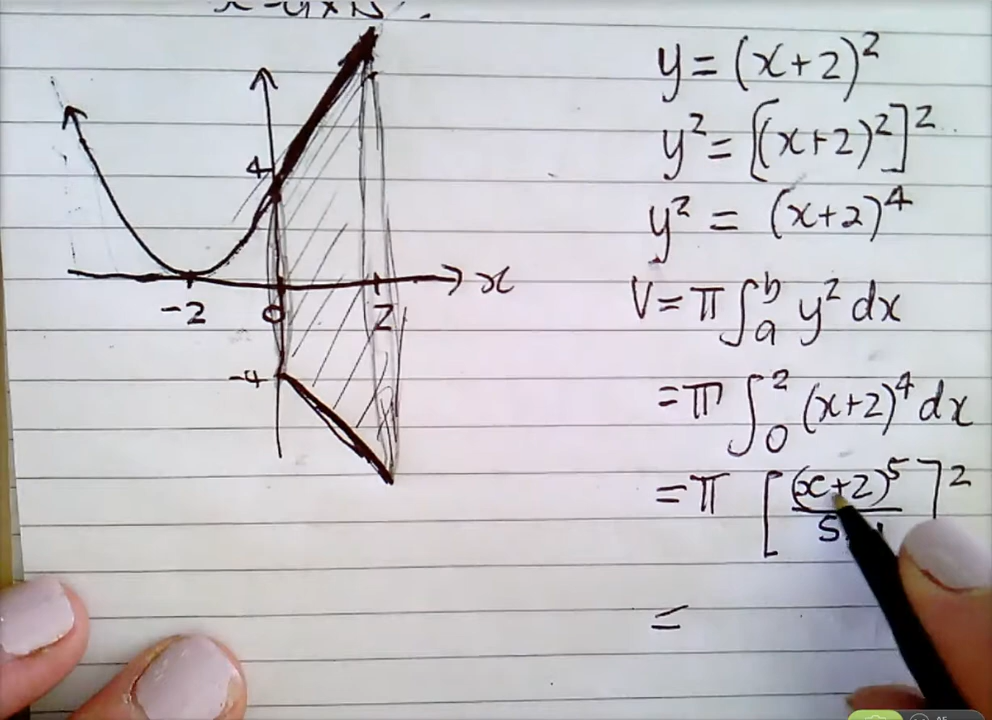 4
-2
0
2
x
-4
y = (x+2)²
y² = [(x+2)²]²
y² = (x+2)⁴
V = π∫ₐᵇ y² dx
= π ∫₀² (x+2)⁴ dx
= π [(x+2)⁵/5 ]²
=